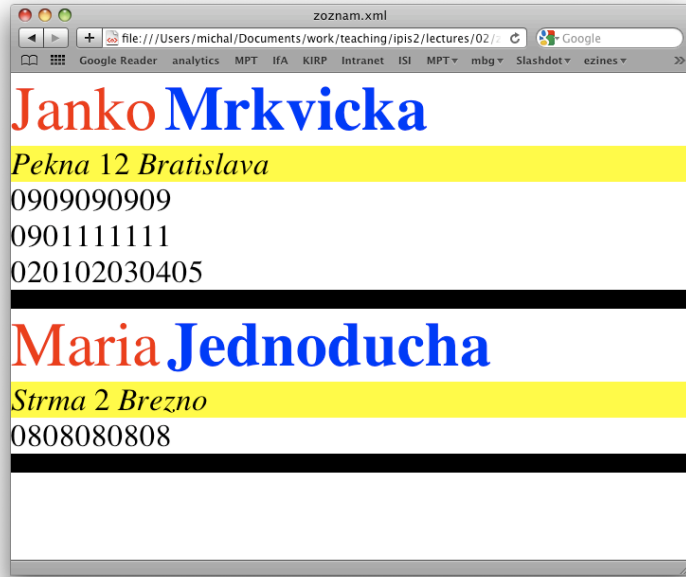 zoznam.xml
file:///Users/michal/Documents/work/teaching/ipis2/lectures/02/ Google
Google Reader analytics MPT IfA KIRP Intranet ISI MPT▾ mbg▾ Slashdot▾ ezines▾ »
Janko Mrkvicka
Pekna 12 Bratislava
0909090909
0901111111
020102030405
Maria Jednoducha
Strma 2 Brezno
0808080808